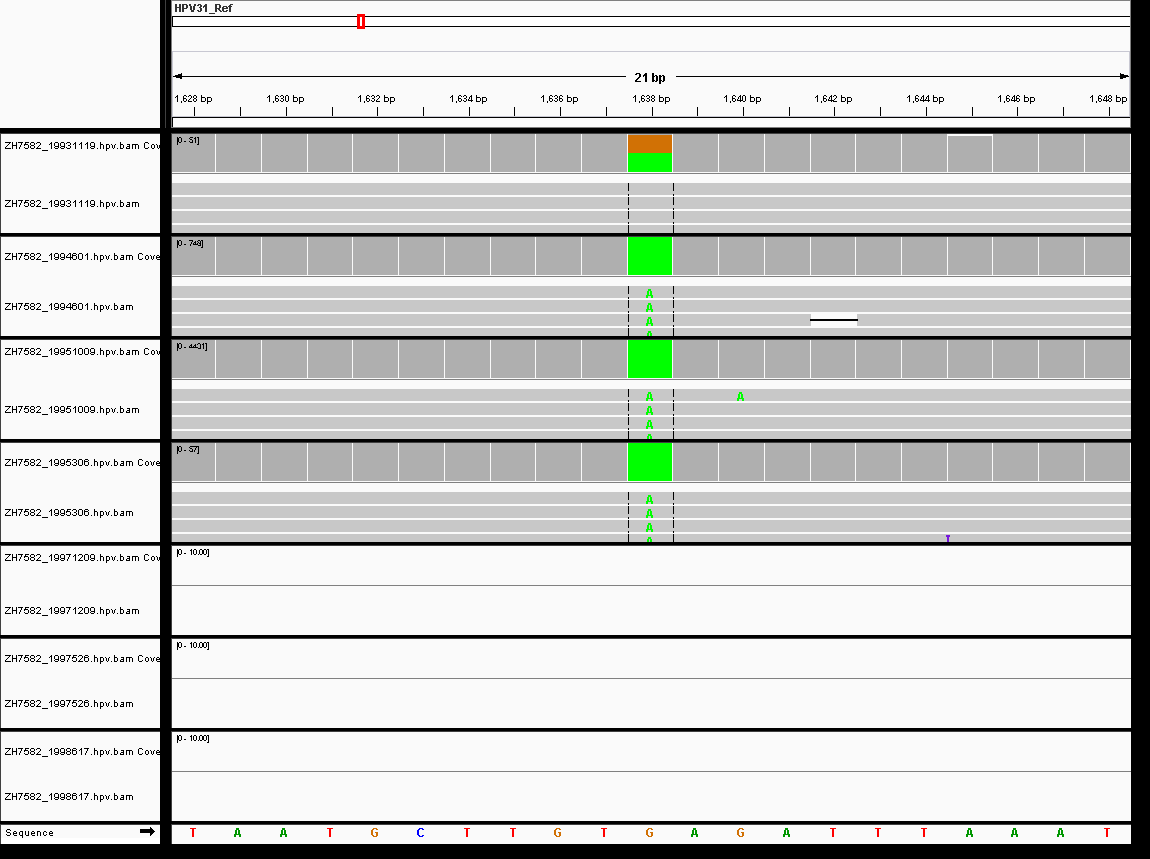 HPV31_Ref
21 bp
1,628 bp 1,630 bp 1,632 bp 1,634 bp 1,636 bp 1,638 bp 1,640 bp 1,642 bp 1,644 bp 1,646 bp 1,648 bp
ZH7582_19931119.hpv.bam Cov
[0 - 51]
ZH7582_19931119.hpv.bam
ZH7582_1994601.hpv.bam Cove
[0 - 748]
A
ZH7582_1994601.hpv.bam
A
A
A
ZH7582_19951009.hpv.bam Cov
[0 - 4431]
A A
ZH7582_19951009.hpv.bam
A
A
A
ZH7582_1995306.hpv.bam Cove
[0 - 57]
A
ZH7582_1995306.hpv.bam
A
A
A
ZH7582_19971209.hpv.bam Cov
[0 - 10.00]
ZH7582_19971209.hpv.bam
ZH7582_1997526.hpv.bam Cove
[0 - 10.00]
ZH7582_1997526.hpv.bam
ZH7582_1998617.hpv.bam Cove
[0 - 10.00]
ZH7582_1998617.hpv.bam
Sequence T A A T G C T T G T G A G A T T T A A A T